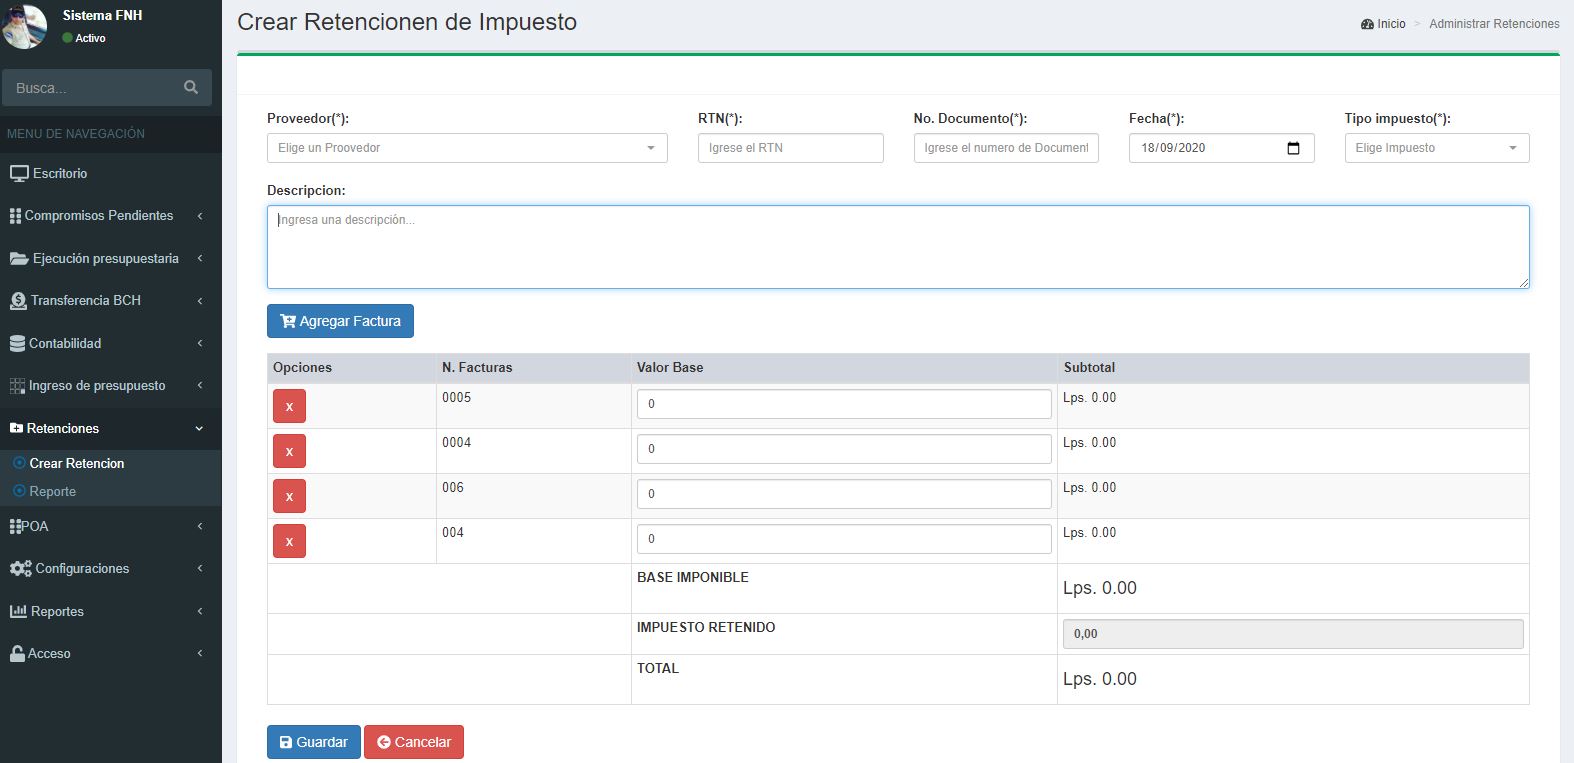 Sistema FNH
Activo
Busca...
MENU DE NAVEGACIÓN
Escritorio
Compromisos Pendientes
Ejecución presupuestaria
Transferencia BCH
Contabilidad
Ingreso de presupuesto
Retenciones
Crear Retencion
Reporte
POA
Configuraciones
Reportes
Acceso
Crear Retencionen de Impuesto
Inicio > Administrar Retenciones
Proveedor(*): RTN(*): No. Documento(*): Fecha(*): Tipo impuesto(*):
Elige un Proovedor Igrese el RTN Igrese el numero de Document 18/09/2020 Elige Impuesto
Descripcion:
Ingresa una descripción...
Agregar Factura
Opciones N. Facturas Valor Base Subtotal
x 0005 0 Lps. 0.00
x 0004 0 Lps. 0.00
x 006 0 Lps. 0.00
x 004 0 Lps. 0.00
BASE IMPONIBLE Lps. 0.00
IMPUESTO RETENIDO 0,00
TOTAL Lps. 0.00
Guardar Cancelar